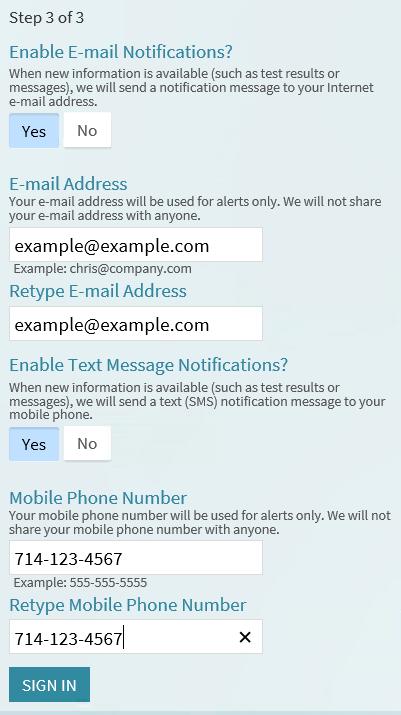 Step 3 of 3
Enable E-mail Notifications?
When new information is available (such as test results or
messages), we will send a notification message to your Internet
e-mail address.
Yes No
E-mail Address
Your e-mail address will be used for alerts only. We will not share
your e-mail address with anyone.
example@example.com
Example: chris@company.com
Retype E-mail Address
example@example.com
Enable Text Message Notifications?
When new information is available (such as test results or
messages), we will send a text (SMS) notification message to your
mobile phone.
Yes No
Mobile Phone Number
Your mobile phone number will be used for alerts only. We will not
share your mobile phone number with anyone.
714-123-4567
Example: 555-555-5555
Retype Mobile Phone Number
714-123-4567
SIGN IN